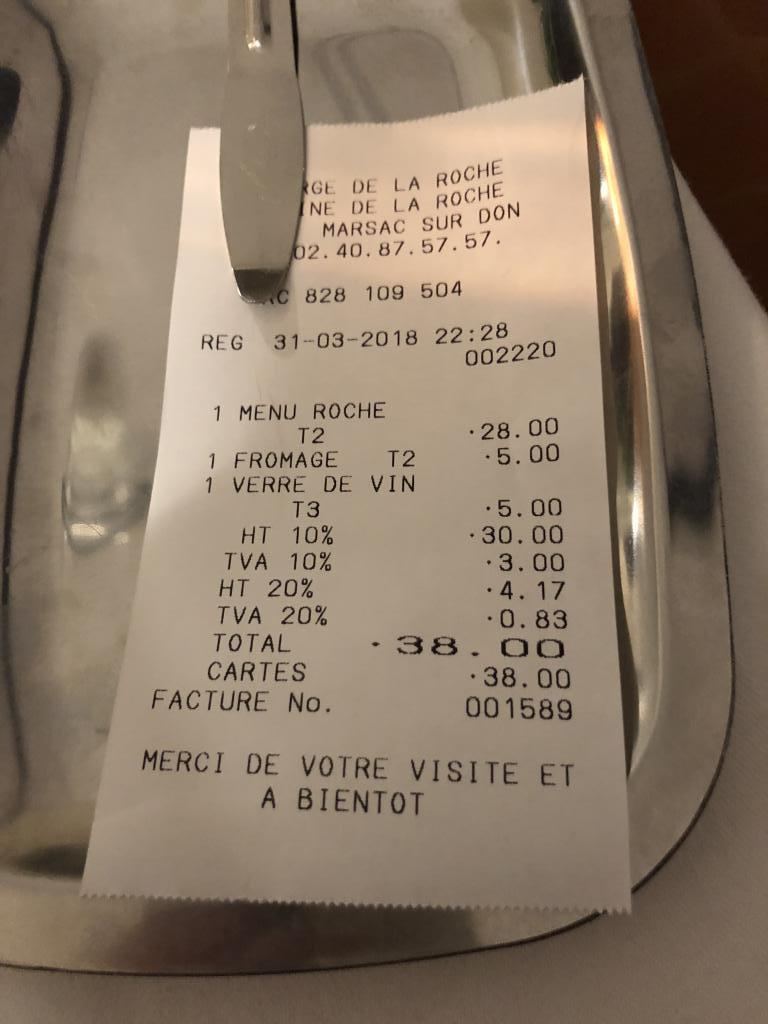 DE LA ROCHE
DE LA ROCHE
MARSAC SUR DON
02.40.87.57.57.
828 109 504
REG 31-03-2018 22:28
002220
1 MENU ROCHE
T2 ·28.00
1 FROMAGE T2 ·5.00
1 VERRE DE VIN
T3 ·5.00
HT 10% ·30.00
TVA 10% ·3.00
HT 20% ·4.17
TVA 20% ·0.83
TOTAL ·38.00
CARTES ·38.00
FACTURE No. 001589
MERCI DE VOTRE VISITE ET
A BIENTOT